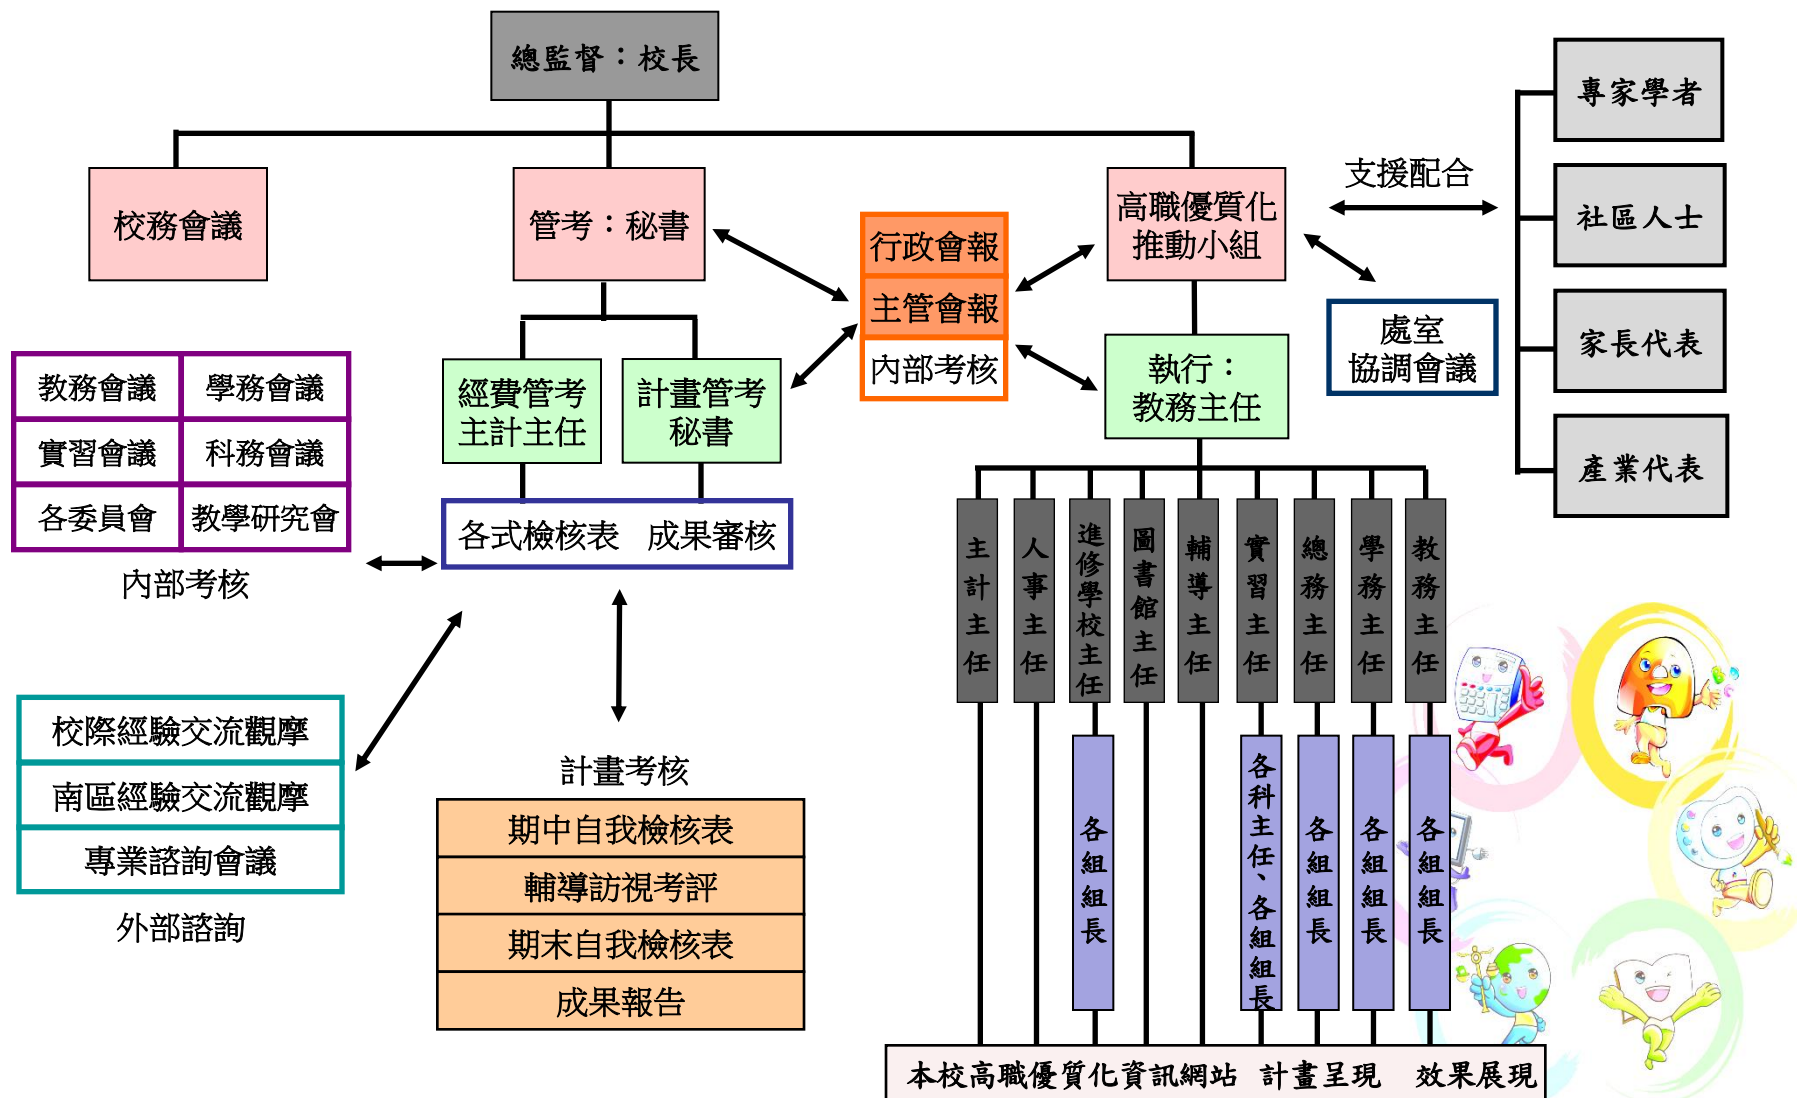 總監督：校長
校務會議
管考：秘書
高職優質化
推動小組
支援配合
專家學者
社區人士
家長代表
產業代表
行政會報
主管會報
內部考核
處室
協調會議
經費管考
主計主任
計畫管考
秘書
執行：
教務主任
教務會議
學務會議
實習會議
科務會議
各委員會
教學研究會
內部考核
各式檢核表 成果審核
主計主任
人事主任
進修學校主任
圖書館主任
輔導主任
實習主任
總務主任
學務主任
教務主任
各組組長
各科主任、各組組長
各組組長
各組組長
各組組長
校際經驗交流觀摩
南區經驗交流觀摩
專業諮詢會議
外部諮詢
計畫考核
期中自我檢核表
輔導訪視考評
期末自我檢核表
成果報告
本校高職優質化資訊網站 計畫呈現 效果展現